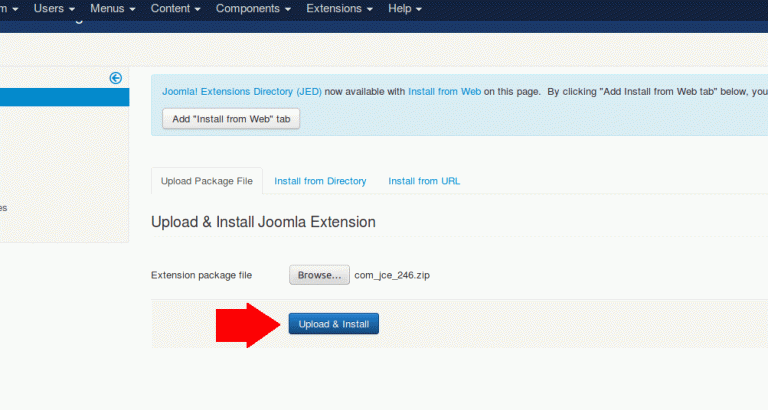 m Users Menus Content Components Extensions Help
Joomla! Extensions Directory (JED) now available with Install from Web on this page. By clicking "Add Install from Web tab" below, you
Add "Install from Web" tab
Upload Package File Install from Directory Install from URL
es
Upload & Install Joomla Extension
Extension package file Browse... com_jce_246.zip
Upload & Install